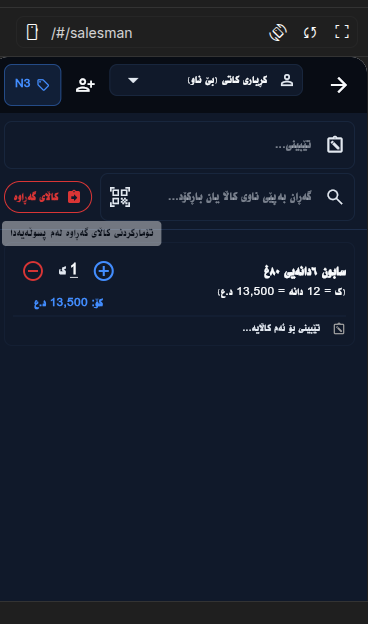 /#/salesman
کڕیاری کاتی (بێ ناو)
N3
تێبینی...
گەڕان بەپێی ناوی کاڵا یان بارکۆد...
کاڵای گەڕاوە
تۆمارکردنی کاڵای گەڕاوە لەم پسوڵەیەدا
سابون ٦دانەیی ٨٠غ
(ک = 12 دانە = 13,500 د.ع)
1 ک
کۆ: 13,500 د.ع
تێبینی بۆ ئەم کاڵایە...